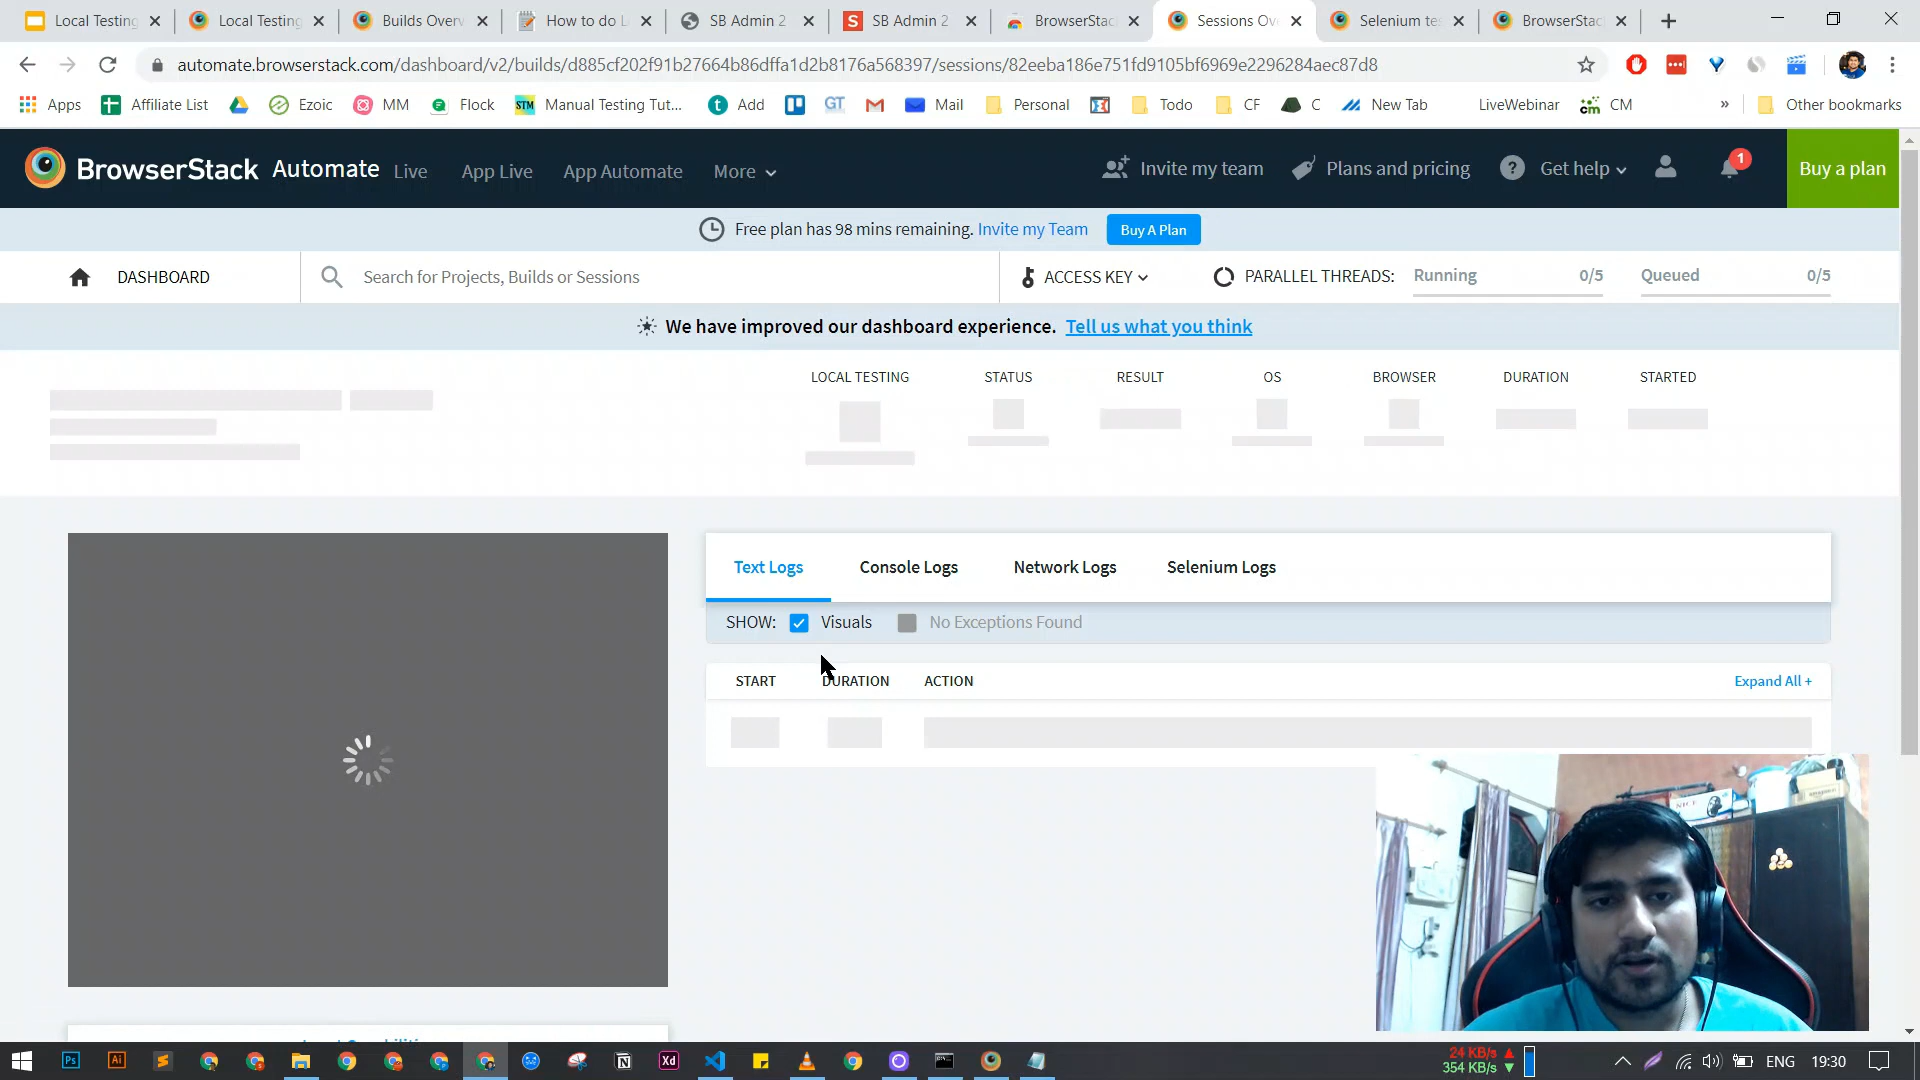 Local Testing
Local Testing
Builds Overv
How to do L
SB Admin 2
SB Admin 2
BrowserStac
Sessions Ov
Selenium te
BrowserStac
automate.browserstack.com/dashboard/v2/builds/d885cf202f91b27664b86dffa1d2b8176a568397/sessions/82eeba186e751fd9105bf6969e2296284aec87d8
Apps
Affiliate List
Ezoic
MM
Flock
STM
Manual Testing Tut...
Add
GT
Mail
Personal
Todo
CF
C
New Tab
LiveWebinar
cm
CM
»
Other bookmarks
BrowserStack
Automate
Live
App Live
App Automate
More
Invite my team
Plans and pricing
Get help
1
Buy a plan
Free plan has 98 mins remaining. Invite my Team
Buy A Plan
DASHBOARD
Search for Projects, Builds or Sessions
ACCESS KEY
PARALLEL THREADS:
Running
0/5
Queued
0/5
We have improved our dashboard experience. Tell us what you think
LOCAL TESTING
STATUS
RESULT
OS
BROWSER
DURATION
STARTED
Text Logs
Console Logs
Network Logs
Selenium Logs
SHOW:
Visuals
No Exceptions Found
START
DURATION
ACTION
Expand All +
NICE
Ps
Ai
Xd
24 KB/s
354 KB/s
ENG
19:30